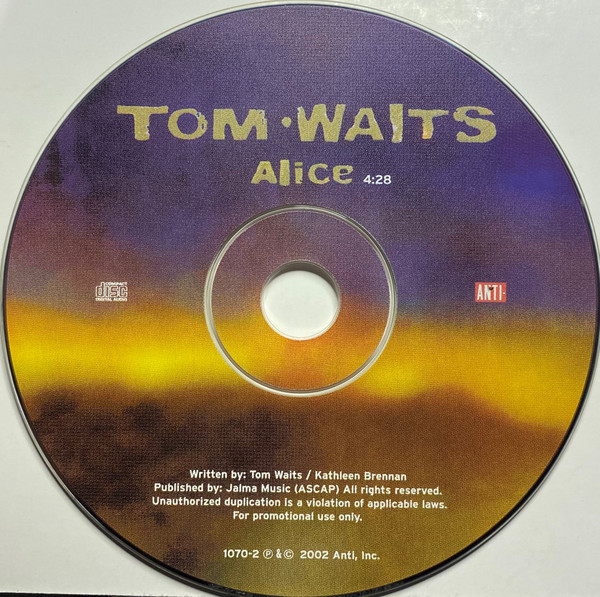 TOM • WAITS
Alice 4:28
COMPACT
disc
DIGITAL AUDIO
ANTI-
Written by: Tom Waits / Kathleen Brennan
Published by: Jalma Music (ASCAP) All rights reserved.
Unauthorized duplication is a violation of applicable laws.
For promotional use only.
1070-2 ℗ & © 2002 Anti, Inc.